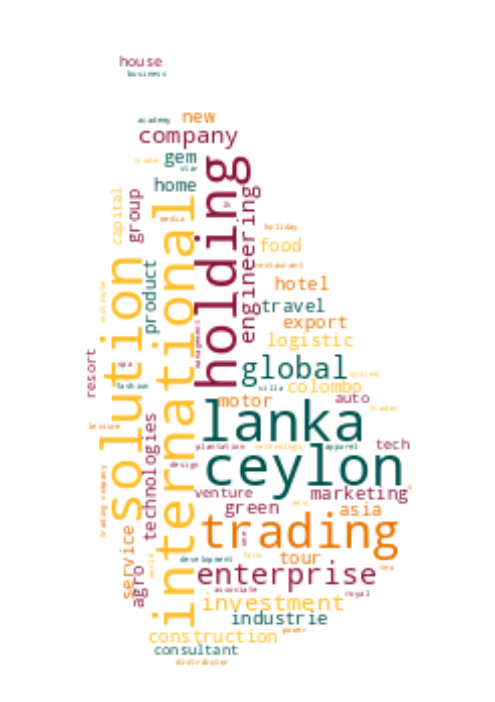 house
business
academy
new
company
trade
gem
star
home
capital
group
media
holding
international
solution
engineering
holiday
food
restaurant
product
institute
hotel
travel
export
logistic
management
resort
spa
fashion
global
system
villa
colombo
motor
auto
trader
lanka
leisure
technologies
plantation
technology
apparel
tech
design
ceylon
trading company
venture
marketing
green
eco
asia
trading
service
agro
world
development
farm
tour
enterprise
tea
associate
royal
investment
industrie
construction
power
consultant
distributor